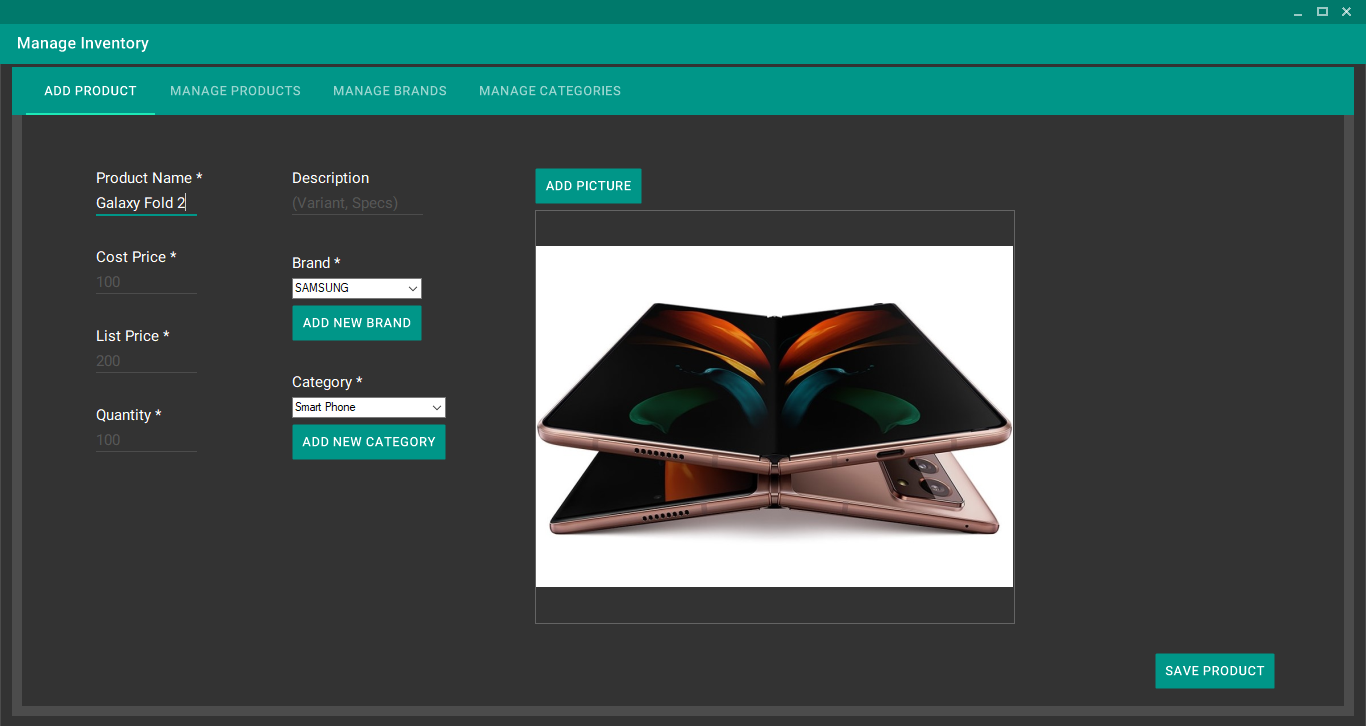 Manage Inventory
ADD PRODUCT MANAGE PRODUCTS MANAGE BRANDS MANAGE CATEGORIES
Product Name *
Galaxy Fold 2
Cost Price *
100
List Price *
200
Quantity *
100
Description
(Variant, Specs)
Brand *
SAMSUNG
ADD NEW BRAND
Category *
Smart Phone
ADD NEW CATEGORY
ADD PICTURE
SAVE PRODUCT